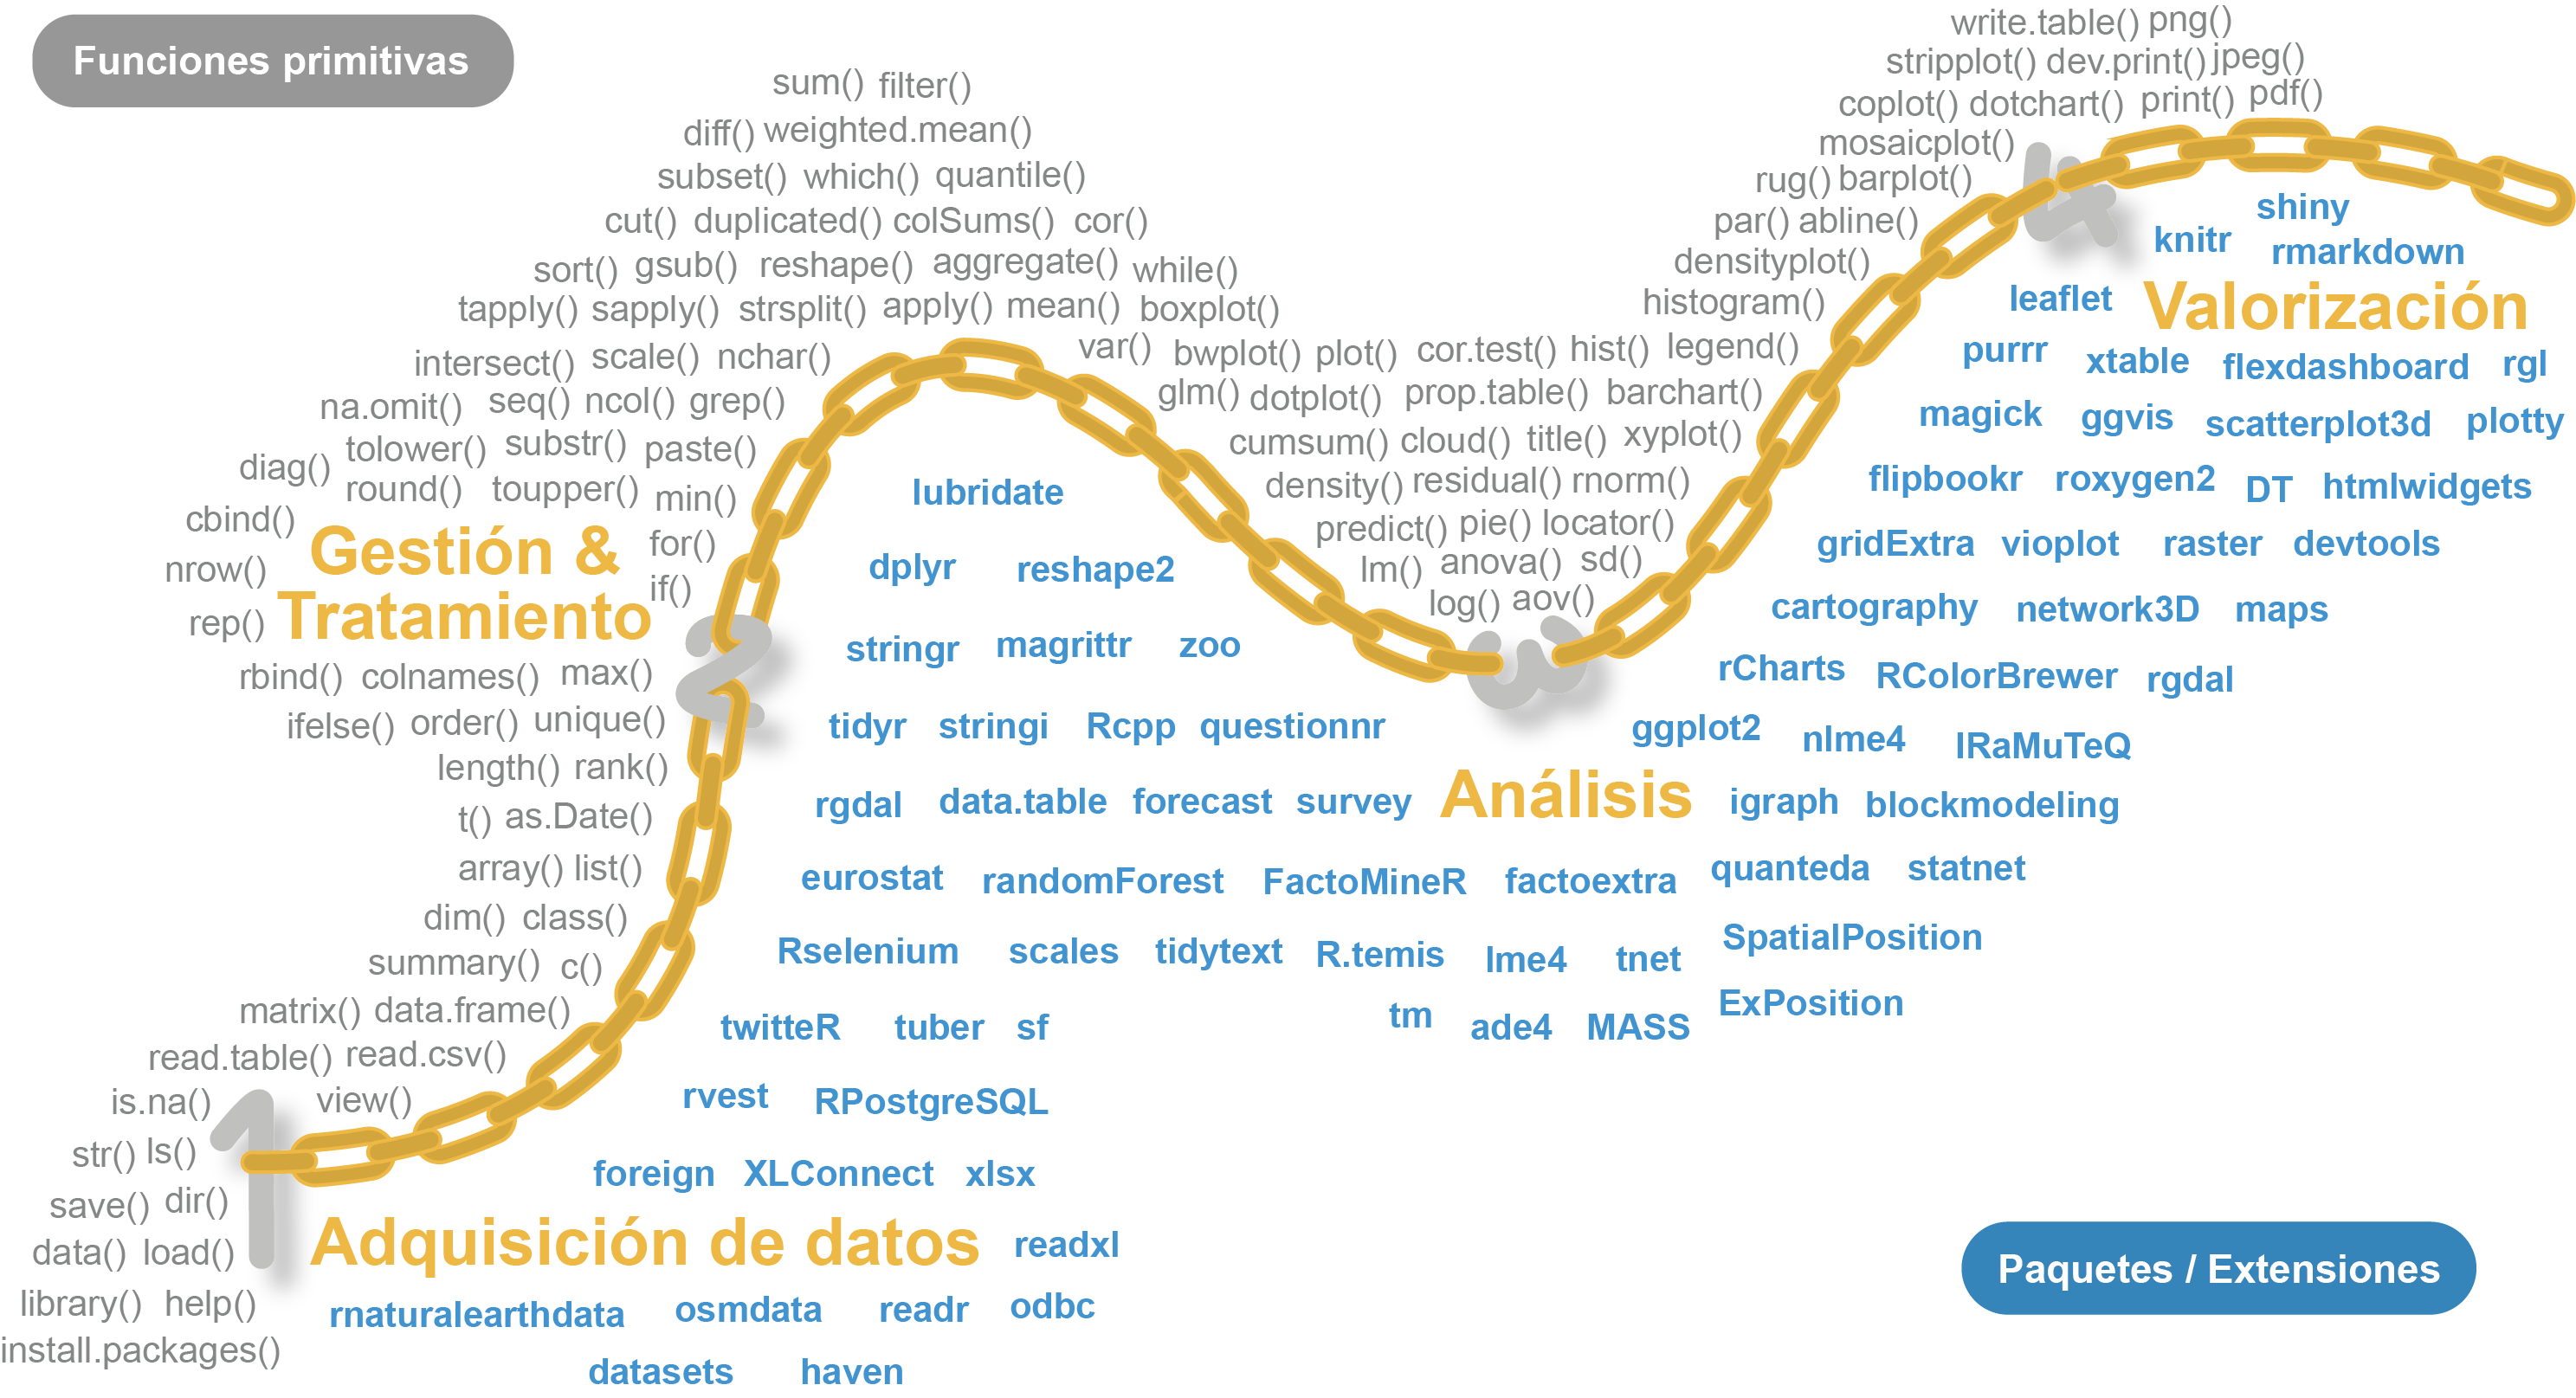 Funciones primitivas
write.table() png()
stripplot() dev.print() jpeg()
sum() filter()
coplot() dotchart() print() pdf()
diff() weighted.mean()
mosaicplot()
subset() which() quantile()
rug() barplot()
cut() duplicated() colSums() cor()
par() abline()
sort() gsub() reshape() aggregate() while()
densityplot()
tapply() sapply() strsplit() apply() mean() boxplot()
histogram()
intersect() scale() nchar()
var() bwplot() plot() cor.test() hist() legend()
na.omit() seq() ncol() grep()
glm() dotplot() prop.table() barchart()
diag() tolower() substr() paste()
cumsum() cloud() title() xyplot()
round() toupper() min()
density() residual() rnorm()
cbind()
for()
predict() pie() locator()
nrow()
if()
lm() anova() sd()
rep()
log() aov()
Gestión &
Tratamiento
2
3
4
rbind() colnames() max()
ifelse() order() unique()
length() rank()
t() as.Date()
array() list()
dim() class()
summary() c()
matrix() data.frame()
read.table() read.csv()
is.na() view()
1
str() ls()
save() dir()
data() load()
library() help()
install.packages()
shiny
knitr rmarkdown
leaflet Valorización
purrr xtable flexdashboard rgl
magick ggvis scatterplot3d plotty
flipbookr roxygen2 DT htmlwidgets
gridExtra vioplot raster devtools
cartography network3D maps
rCharts RColorBrewer rgdal
ggplot2 nlme4 IRaMuTeQ
lubridate
dplyr reshape2
stringr magrittr zoo
tidyr stringi Rcpp questionnr
rgdal data.table forecast survey Análisis igraph blockmodeling
eurostat randomForest FactoMineR factoextra quanteda statnet
Rselenium scales tidytext R.temis lme4 tnet SpatialPosition
twitteR tuber sf tm ade4 MASS ExPosition
rvest RPostgreSQL
foreign XLConnect xlsx
Adquisición de datos readxl
rnaturalearthdata osmdata readr odbc
datasets haven
Paquetes / Extensiones